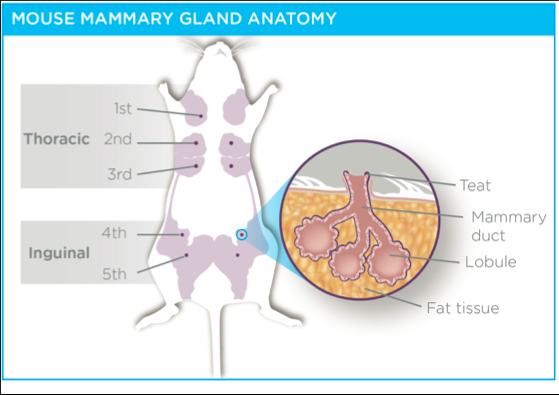 MOUSE MAMMARY GLAND ANATOMY
Thoracic
1st
2nd
3rd
Inguinal
4th
5th
Teat
Mammary
duct
Lobule
Fat tissue